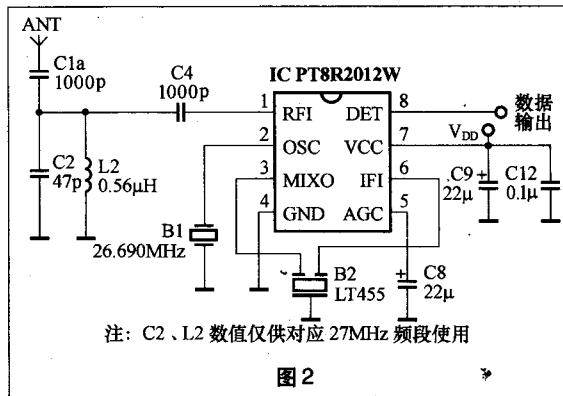 ANT
C1a
1000p
C4
1000p
C2
47p
L2
0.56μH
IC PT8R2012W
1
RFI
2
OSC
3
MIXO
4
GND
DET
8
VCC
7
IFI
6
AGC
5
数据
输出
VDD
C9
+
22μ
C12
0.1μ
B1
26.690MHz
B2
LT455
+
C8
22μ
注：C2、L2 数值仅供对应 27MHz 频段使用
图2